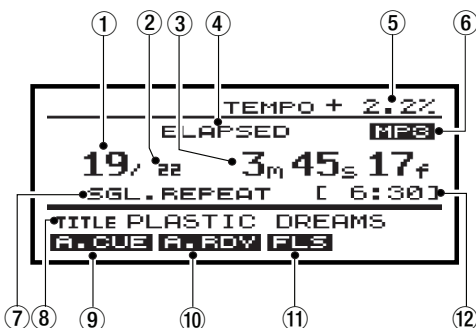 ① ② ③ ④ ⑤ ⑥
TEMPO + 2.2%
ELAPSED MP3
19/ 22 3m 45s 17f
SGL.REPEAT [ 6:30]
TITLE PLASTIC DREAMS
A.CUE A.RDY PLS
⑦ ⑧ ⑨ ⑩ ⑪ ⑫